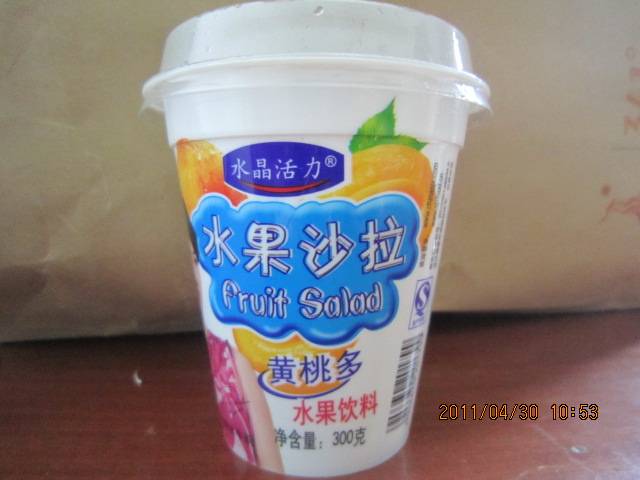 水晶活力®
水果沙拉
Fruit Salad
黄桃多
水果饮料
净含量：300克
2011/04/30 10:53